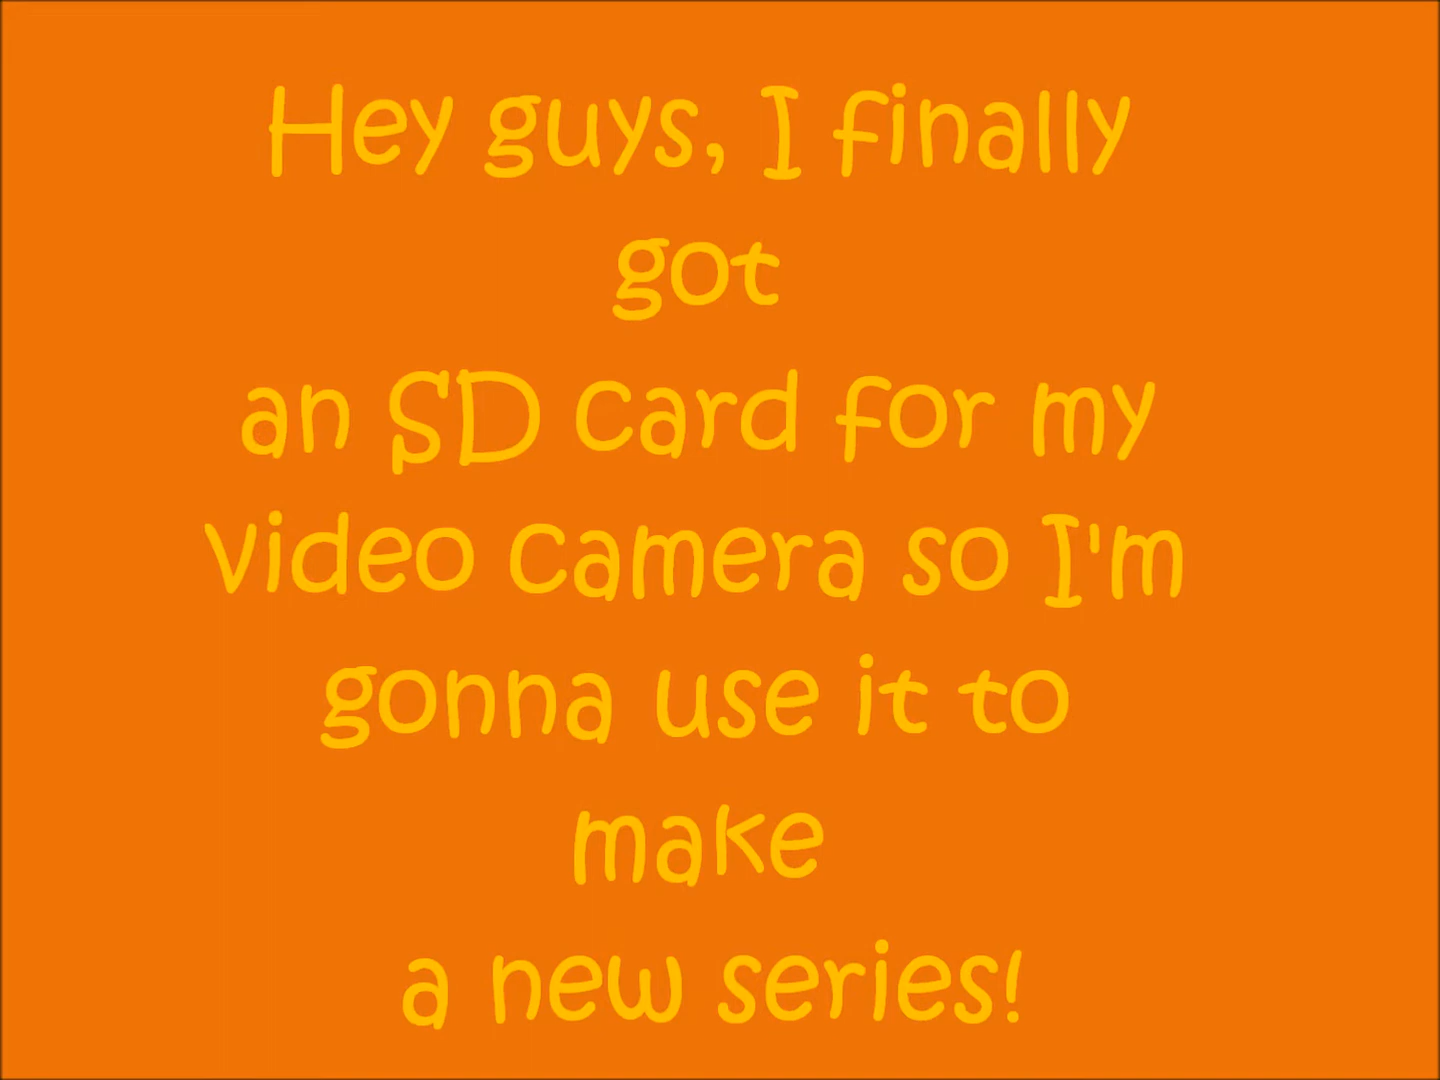 Hey guys, I finally
got
an SD card for my
video camera so I'm
gonna use it to
make
a new series!